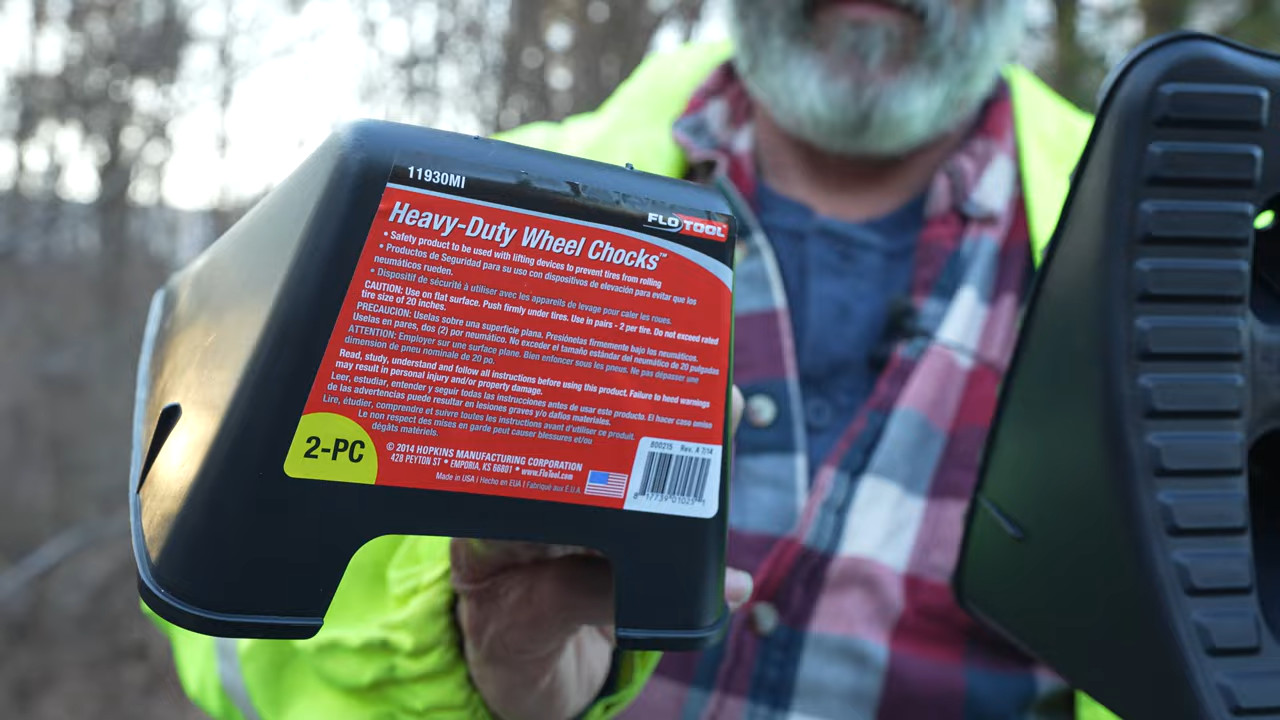 11930MI
FLOTOOL
Heavy-Duty Wheel Chocks™
• Safety product to be used with lifting devices to prevent tires from rolling
• Productos de Seguridad para su uso con dispositivos de elevación para evitar que los
neumáticos rueden.
• Dispositif de sécurité à utiliser avec les appareils de levage pour caler les roues.
CAUTION: Use on flat surface. Push firmly under tires. Use in pairs - 2 per tire. Do not exceed rated
tire size of 20 inches.
PRECAUCION: Uselas sobre una superficie plana. Presiónelas firmemente bajo los neumáticos.
Uselas en pares, dos (2) por neumático. No exceder el tamaño estándar del neumático de 20 pulgadas
ATTENTION: Employer sur une surface plane. Bien enfoncer sous les pneus. Ne pas dépasser une
dimension de pneu nominale de 20 po.
Read, study, understand and follow all instructions before using this product. Failure to heed warnings
may result in personal injury and/or property damage.
Leer, estudiar, entender y seguir todas las instrucciones antes de usar este producto. El hacer caso omiso
de las advertencias puede resultar en lesiones graves y/o daños materiales.
Lire, étudier, comprendre et suivre toutes les instructions avant d'utiliser ce produit.
Le non respect des mises en garde peut causer blessures et/ou
dégâts matériels.
2-PC
© 2014 HOPKINS MANUFACTURING CORPORATION
428 PEYTON ST • EMPORIA, KS 66801 • www.FloTool.com
Made in USA | Hecho en EUA | Fabriqué aux É.U.A
800215 Rev. A 7/14